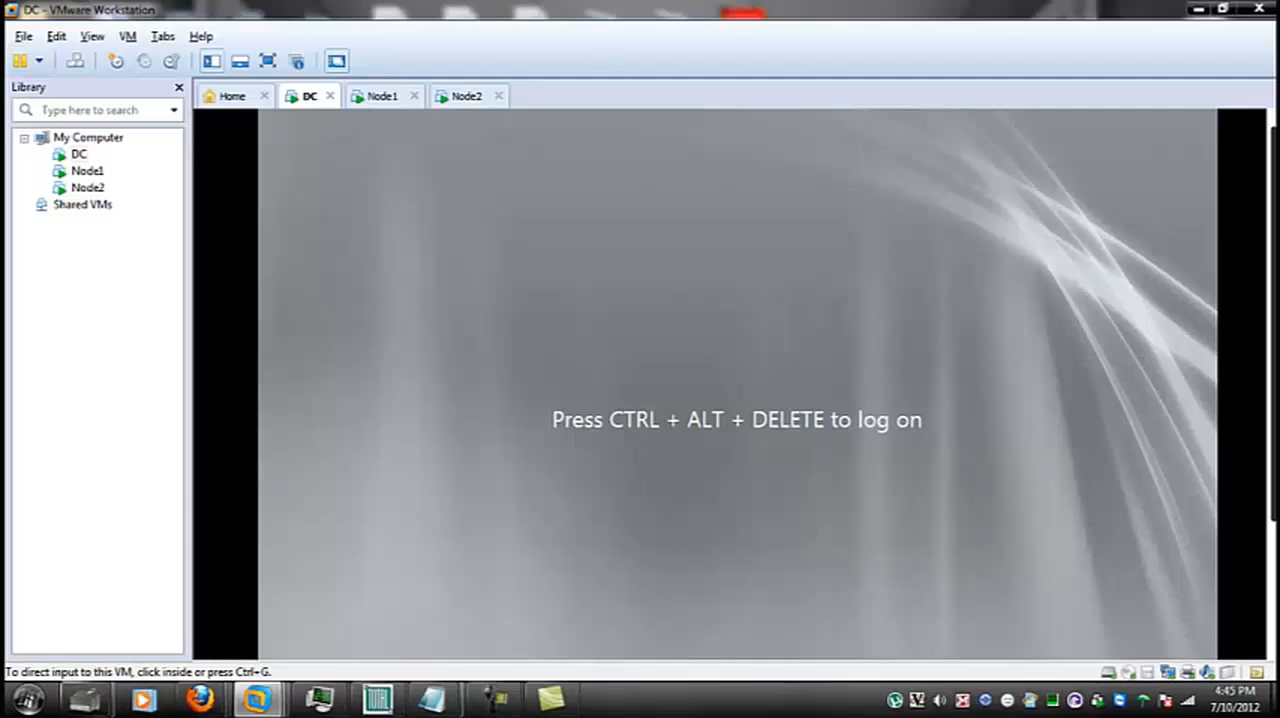 DC - VMware Workstation
File Edit View VM Tabs Help
Library
Type here to search
My Computer
DC
Node1
Node2
Shared VMs
Home DC Node1 Node2
Press CTRL + ALT + DELETE to log on
To direct input to this VM, click inside or press Ctrl+G.
4:45 PM
7/10/2012